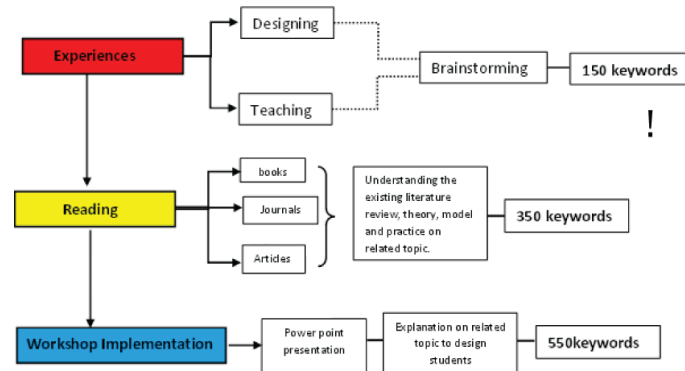 Designing
Experiences
Brainstorming
150 keywords
Teaching
!
books
Reading
Journals
Articles
Understanding the
existing literature
review, theory, model
and practice on
related topic.
350 keywords
Workshop Implementation
Power point
presentation
Explanation on related
topic to design
students
550keywords